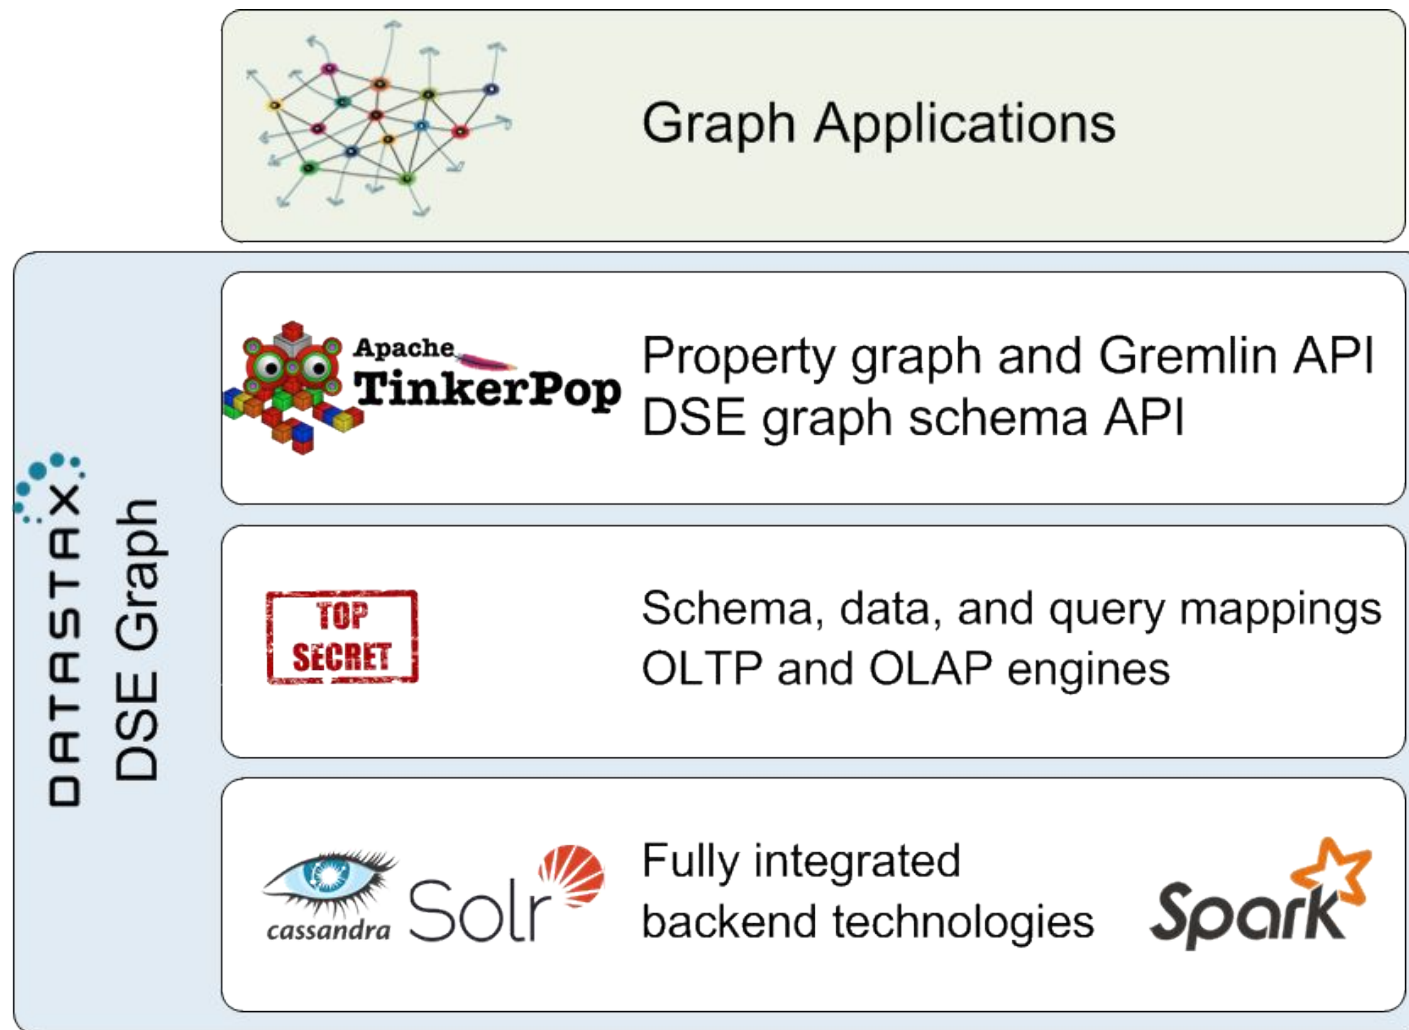 Graph Applications
Apache
TinkerPop
Property graph and Gremlin API
DSE graph schema API
DATASTAX
DSE Graph
TOP
SECRET
Schema, data, and query mappings
OLTP and OLAP engines
cassandra
Solr
Fully integrated
backend technologies
Spark